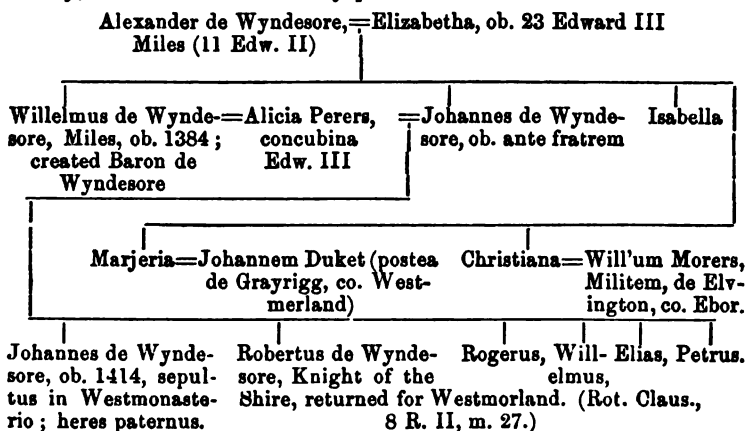 Alexander de Wyndesore,=Elizabetha, ob. 23 Edward III
Miles (11 Edw. II)
Willelmus de Wynde-=Alicia Perers, =Johannes de Wynde- Isabella
sore, Miles, ob. 1384; concubina sore, ob. ante fratrem
created Baron de Edw. III
Wyndesore
Marjeria=Johannem Duket (postea Christiana=Will'um Morers,
de Grayrigg, co. West- Militem, de Elv-
merland) ington, co. Ebor.
Johannes de Wynde- Robertus de Wynde- Rogerus, Will- Elias, Petrus.
sore, ob. 1414, sepul- sore, Knight of the elmus,
tus in Westmonaste- Shire, returned for Westmorland. (Rot. Claus.,
rio; heres paternus. 8 R. II, m. 27.)